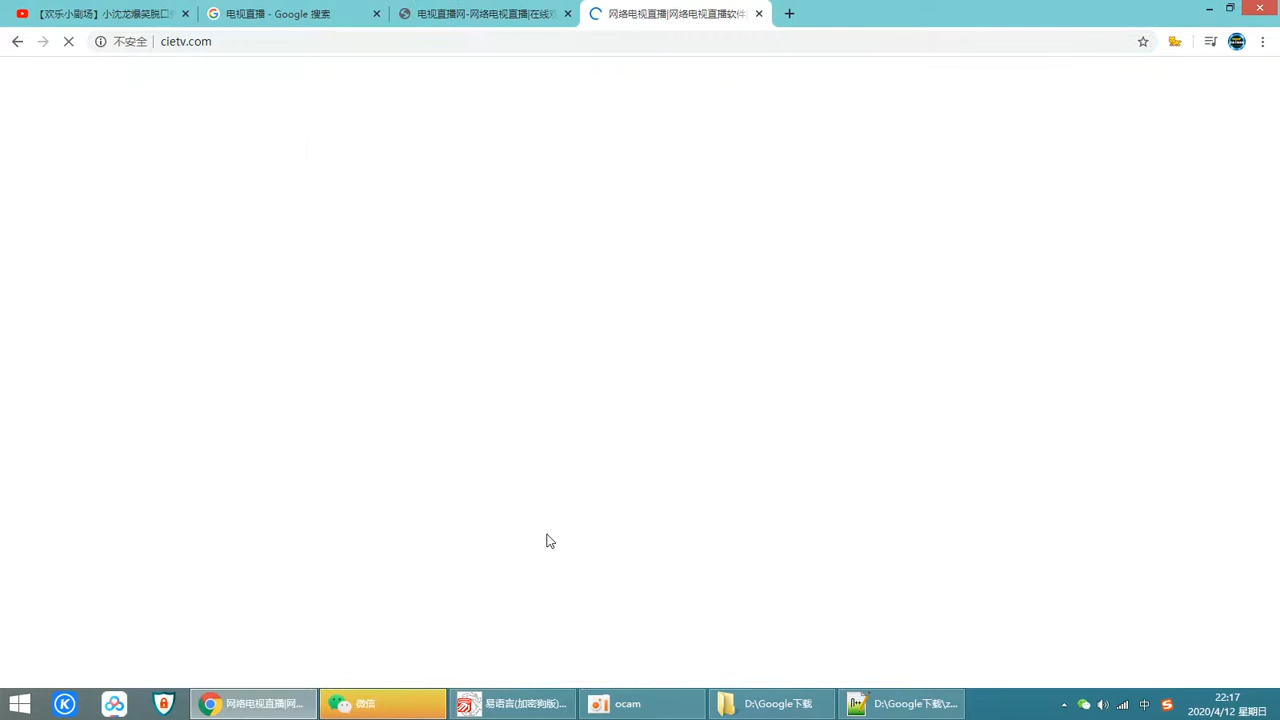 【欢乐小剧场】小沈龙爆笑脱口
电视直播 - Google 搜索
电视直播网-网络电视直播|在线
网络电视直播|网络电视直播软件
不安全
cietv.com
网络电视直播|网...
微信
易语言(加密狗版)...
ocam
D:\Google下载
D:\Google下载\z...
中
22:17
2020/4/12 星期日